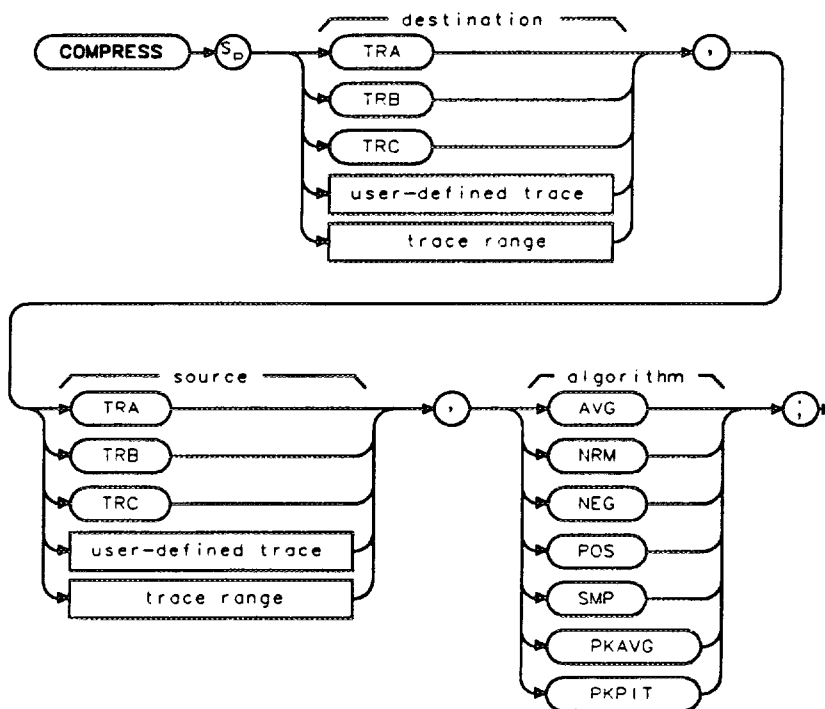 destination
COMPRESS Sp TRA ,
TRB
TRC
user-defined trace
trace range
source algorithm
TRA , AVG ;
TRB NRM
TRC NEG
user-defined trace POS
trace range SMP
PKAVG
PKPIT